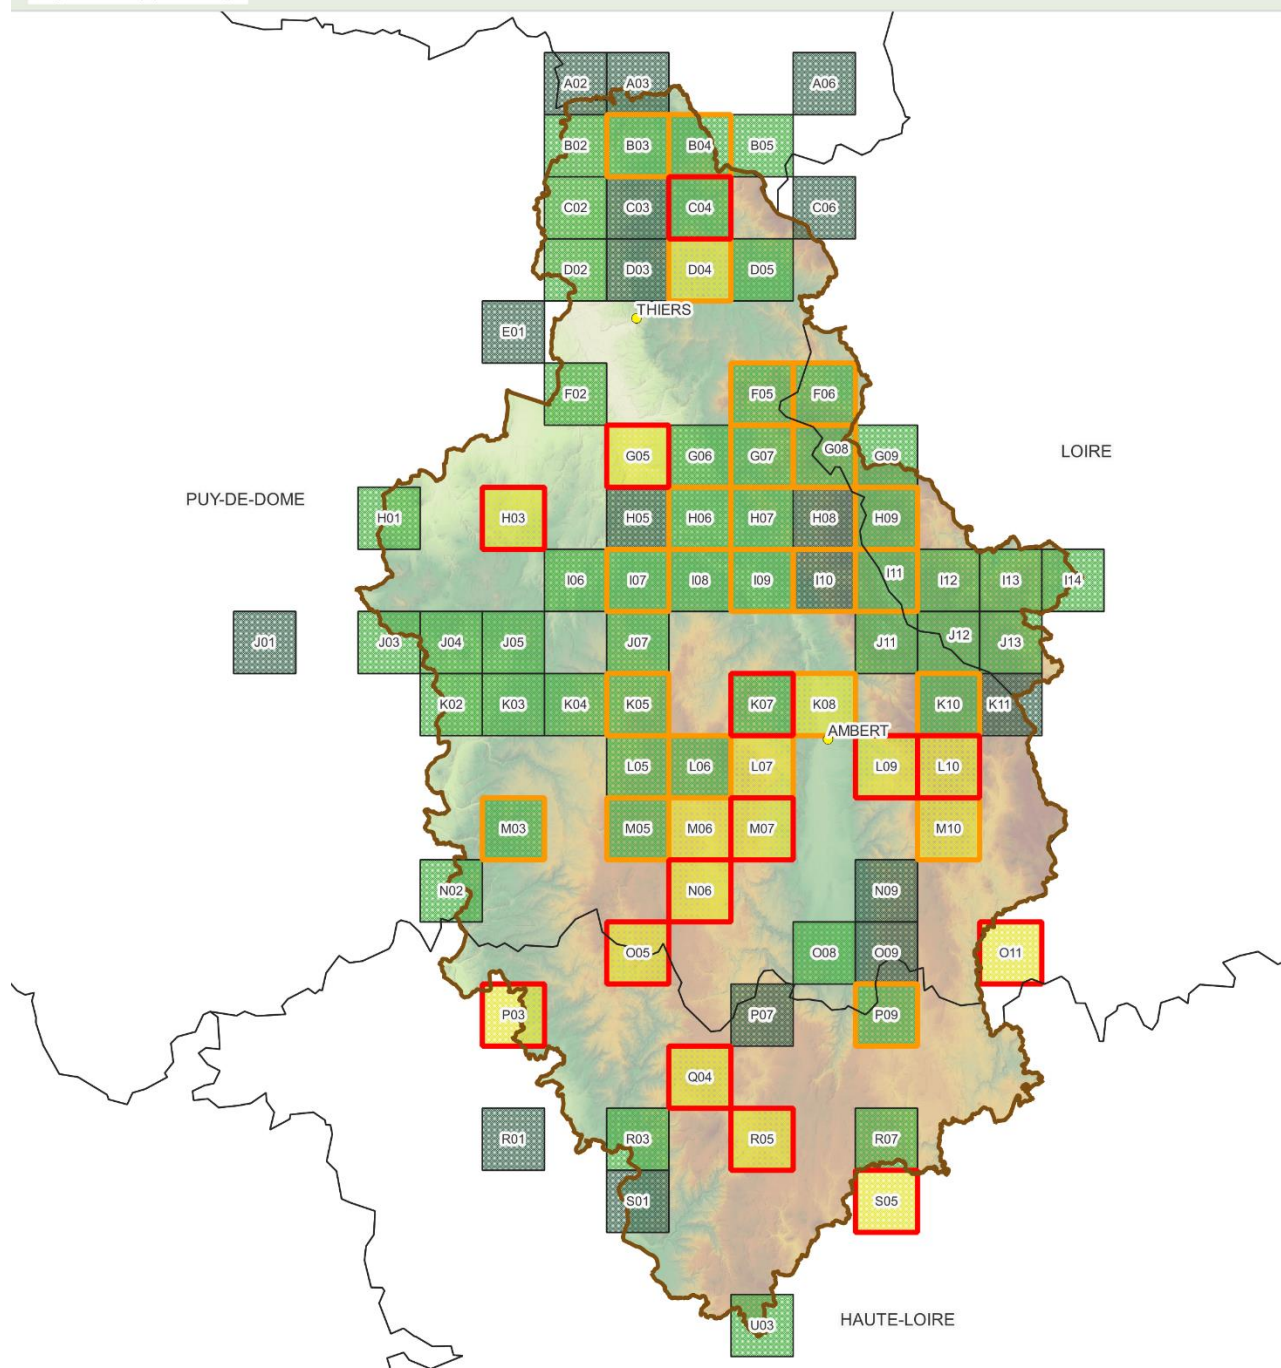 A02 A03 A06
B02 B03 B04 B05
C02 C03 C04 C06
D02 D03 D04 D05
THIERS
E01
F02 F05 F06
G05 G06 G07 G08 G09
LOIRE
PUY-DE-DOME
H01 H03 H05 H06 H07 H08 H09
I06 I07 I08 I09 I10 I11 I12 I13 I14
J01 J03 J04 J05 J07 J11 J12 J13
K02 K03 K04 K05 K07 K08 K10 K11
AMBERT
L05 L06 L07 L09 L10
M03 M05 M06 M07 M10
N02 N06 N09
O05 O08 O09 O11
P03 P07 P09
Q04
R01 R03 R05 R07
S01 S05
HAUTE-LOIRE
U03